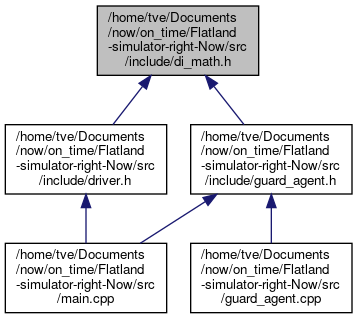 /home/tve/Documents
/now/on_time/Flatland
-simulator-right-Now/src
/include/di_math.h
/home/tve/Documents
/now/on_time/Flatland
-simulator-right-Now/src
/include/driver.h
/home/tve/Documents
/now/on_time/Flatland
-simulator-right-Now/src
/include/guard_agent.h
/home/tve/Documents
/now/on_time/Flatland
-simulator-right-Now/src
/main.cpp
/home/tve/Documents
/now/on_time/Flatland
-simulator-right-Now/src
/guard_agent.cpp